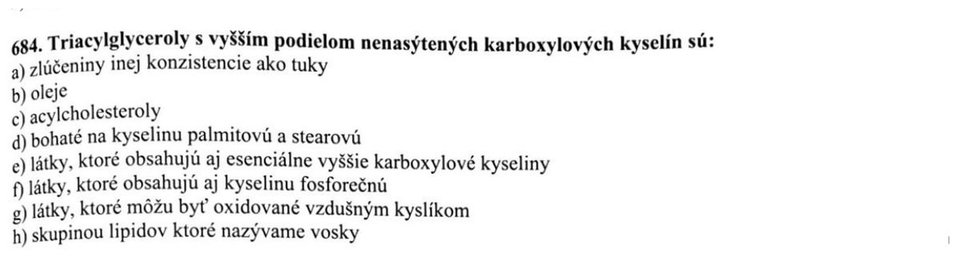 684. Triacylglyceroly s vyšším podielom nenasýtených karboxylových kyselín sú:
a) zlúčeniny inej konzistencie ako tuky
b) oleje
c) acylcholesteroly
d) bohaté na kyselinu palmitovú a stearovú
e) látky, ktoré obsahujú aj esenciálne vyššie karboxylové kyseliny
f) látky, ktoré obsahujú aj kyselinu fosforečnú
g) látky, ktoré môžu byť oxidované vzdušným kyslíkom
h) skupinou lipidov ktoré nazývame vosky